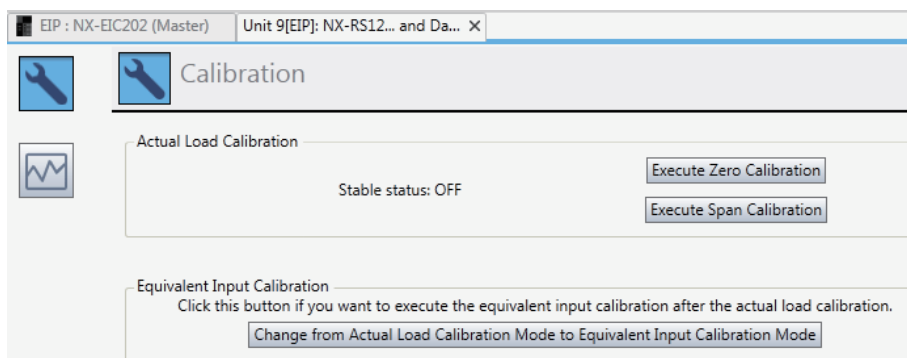 EIP : NX-EIC202 (Master)
Unit 9[EIP]: NX-RS12... and Da... X
Calibration
Actual Load Calibration
Stable status: OFF
Execute Zero Calibration
Execute Span Calibration
Equivalent Input Calibration
Click this button if you want to execute the equivalent input calibration after the actual load calibration.
Change from Actual Load Calibration Mode to Equivalent Input Calibration Mode